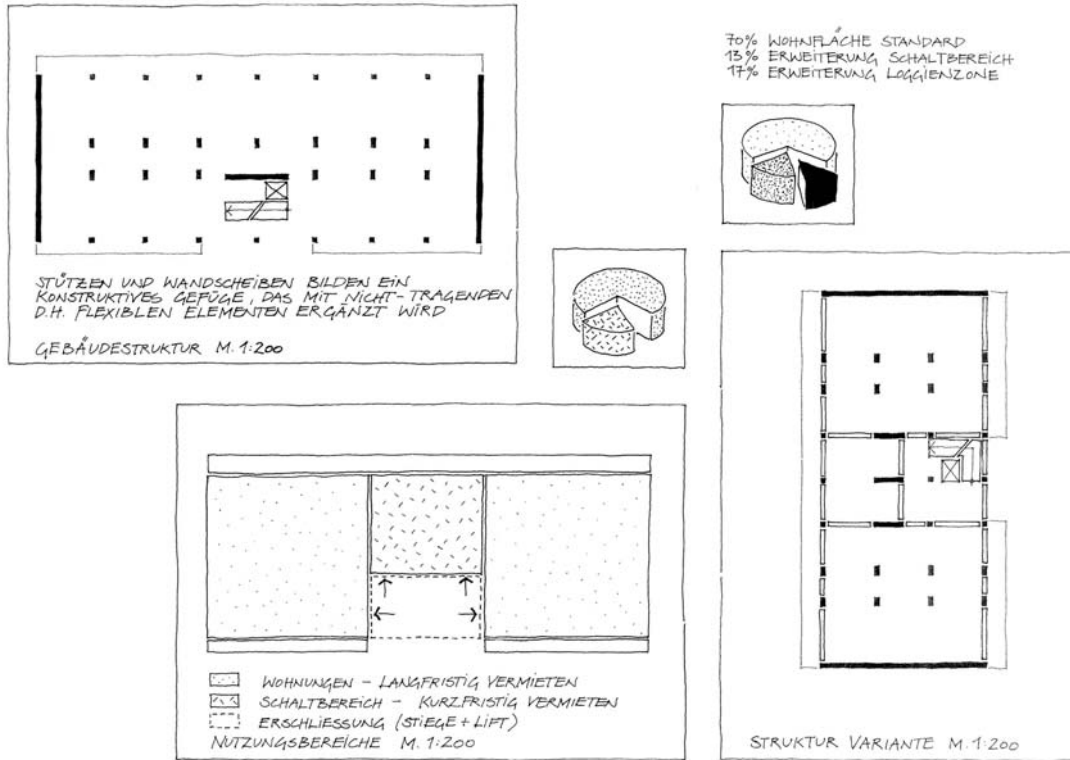 STÜTZEN UND WANDSCHEIBEN BILDEN EIN
KONSTRUKTIVES GEFÜGE, DAS MIT NICHT-TRAGENDEN
D.H. FLEXIBLEN ELEMENTEN ERGÄNZT WIRD
GEBÄUDESTRUKTUR M. 1:200
70% WOHNFLÄCHE STANDARD
13% ERWEITERUNG SCHALTBEREICH
17% ERWEITERUNG LOGGIENZONE
WOHNUNGEN - LANGFRISTIG VERMIETEN
SCHALTBEREICH - KURZFRISTIG VERMIETEN
ERSCHLIESSUNG (STIEGE + LIFT)
NUTZUNGSBEREICHE M. 1:200
STRUKTUR VARIANTE M. 1:200